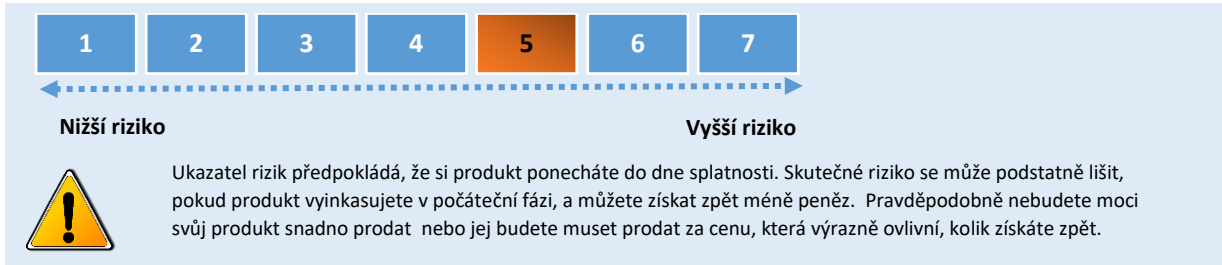 1 2 3 4 5 6 7
Nižší riziko Vyšší riziko
Ukazatel rizik předpokládá, že si produkt ponecháte do dne splatnosti. Skutečné riziko se může podstatně lišit,
pokud produkt vyinkasujete v počáteční fázi, a můžete získat zpět méně peněz. Pravděpodobně nebudete moci
svůj produkt snadno prodat nebo jej budete muset prodat za cenu, která výrazně ovlivní, kolik získáte zpět.